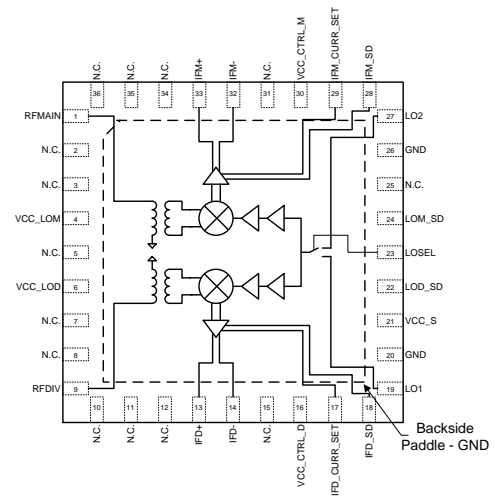 N.C.
N.C.
N.C.
IFM+
IFM-
N.C.
VCC_CTRL_M
IFM_CURR_SET
IFM_SD
36
35
34
33
32
31
30
29
28
RFMAIN 1
27 LO2
N.C. 2
26 GND
N.C. 3
25 N.C.
VCC_LOM 4
24 LOM_SD
N.C. 5
23 LOSEL
VCC_LOD 6
22 LOD_SD
N.C. 7
21 VCC_S
N.C. 8
20 GND
RFDIV 9
19 LO1
10
11
12
13
14
15
16
17
18
N.C.
N.C.
N.C.
IFD+
IFD-
N.C.
VCC_CTRL_D
IFD_CURR_SET
IFD_SD
Backside
Paddle - GND